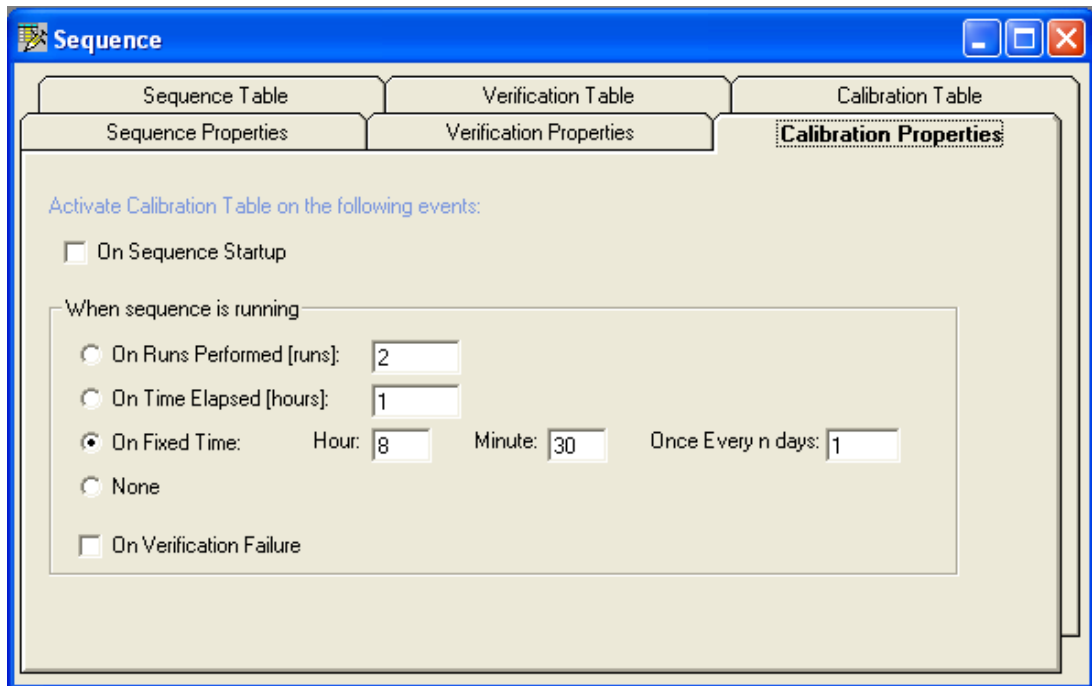 Sequence
Sequence Table Verification Table Calibration Table
Sequence Properties Verification Properties Calibration Properties
Activate Calibration Table on the following events:
On Sequence Startup
When sequence is running
On Runs Performed [runs]: 2
On Time Elapsed [hours]: 1
On Fixed Time: Hour: 8 Minute: 30 Once Every n days: 1
None
On Verification Failure